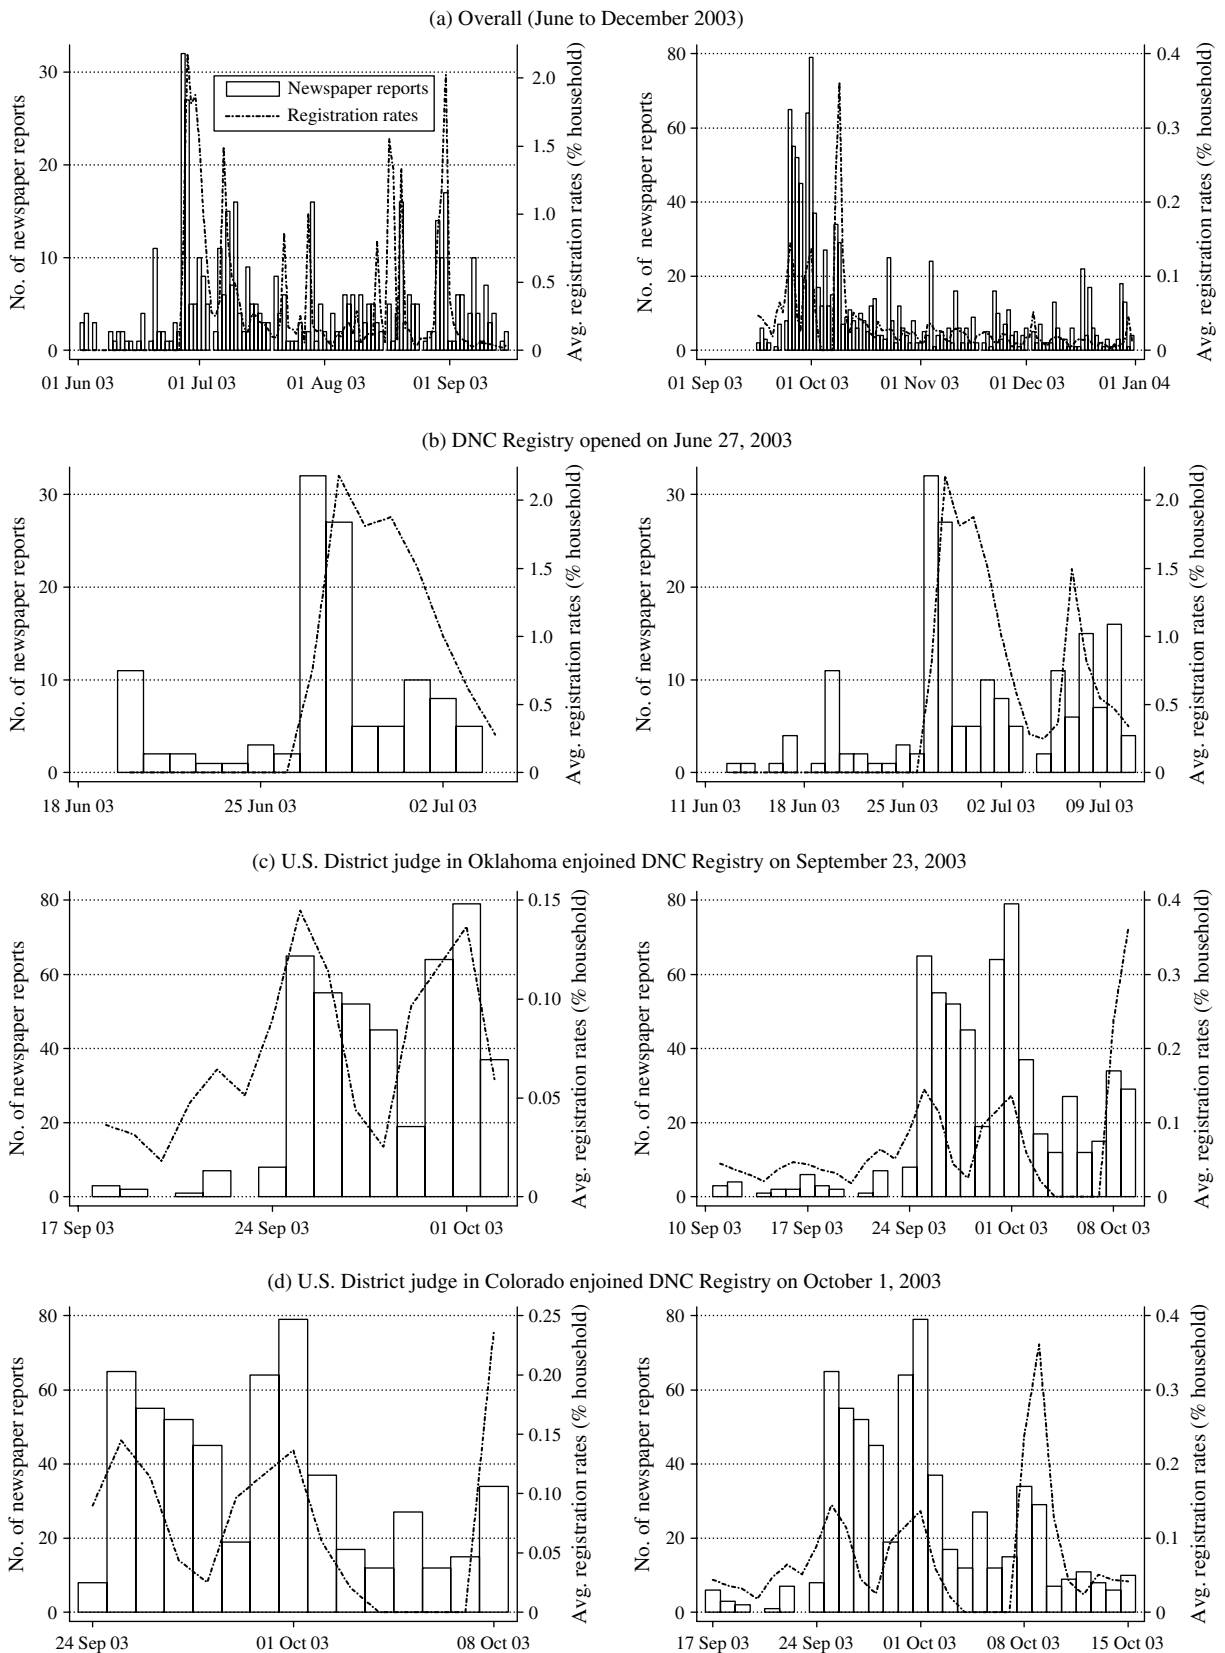 (a) Overall (June to December 2003)
No. of newspaper reports
30
20
10
0
Newspaper reports
Registration rates
2.0
1.5
1.0
0.5
0
Avg. registration rates (% household)
01 Jun 03 01 Jul 03 01 Aug 03 01 Sep 03
No. of newspaper reports
80
60
40
20
0
0.4
0.3
0.2
0.1
0
Avg. registration rates (% household)
01 Sep 03 01 Oct 03 01 Nov 03 01 Dec 03 01 Jan 04
(b) DNC Registry opened on June 27, 2003
No. of newspaper reports
30
20
10
0
2.0
1.5
1.0
0.5
0
Avg. registration rates (% household)
18 Jun 03 25 Jun 03 02 Jul 03
No. of newspaper reports
30
20
10
0
2.0
1.5
1.0
0.5
0
Avg. registration rates (% household)
11 Jun 03 18 Jun 03 25 Jun 03 02 Jul 03 09 Jul 03
(c) U.S. District judge in Oklahoma enjoined DNC Registry on September 23, 2003
No. of newspaper reports
80
60
40
20
0
0.15
0.10
0.05
0
Avg. registration rates (% household)
17 Sep 03 24 Sep 03 01 Oct 03
No. of newspaper reports
80
60
40
20
0
0.4
0.3
0.2
0.1
0
Avg. registration rates (% household)
10 Sep 03 17 Sep 03 24 Sep 03 01 Oct 03 08 Oct 03
(d) U.S. District judge in Colorado enjoined DNC Registry on October 1, 2003
No. of newspaper reports
80
60
40
20
0
0.25
0.20
0.15
0.10
0.05
0
Avg. registration rates (% household)
24 Sep 03 01 Oct 03 08 Oct 03
No. of newspaper reports
80
60
40
20
0
0.4
0.3
0.2
0.1
0
Avg. registration rates (% household)
17 Sep 03 24 Sep 03 01 Oct 03 08 Oct 03 15 Oct 03